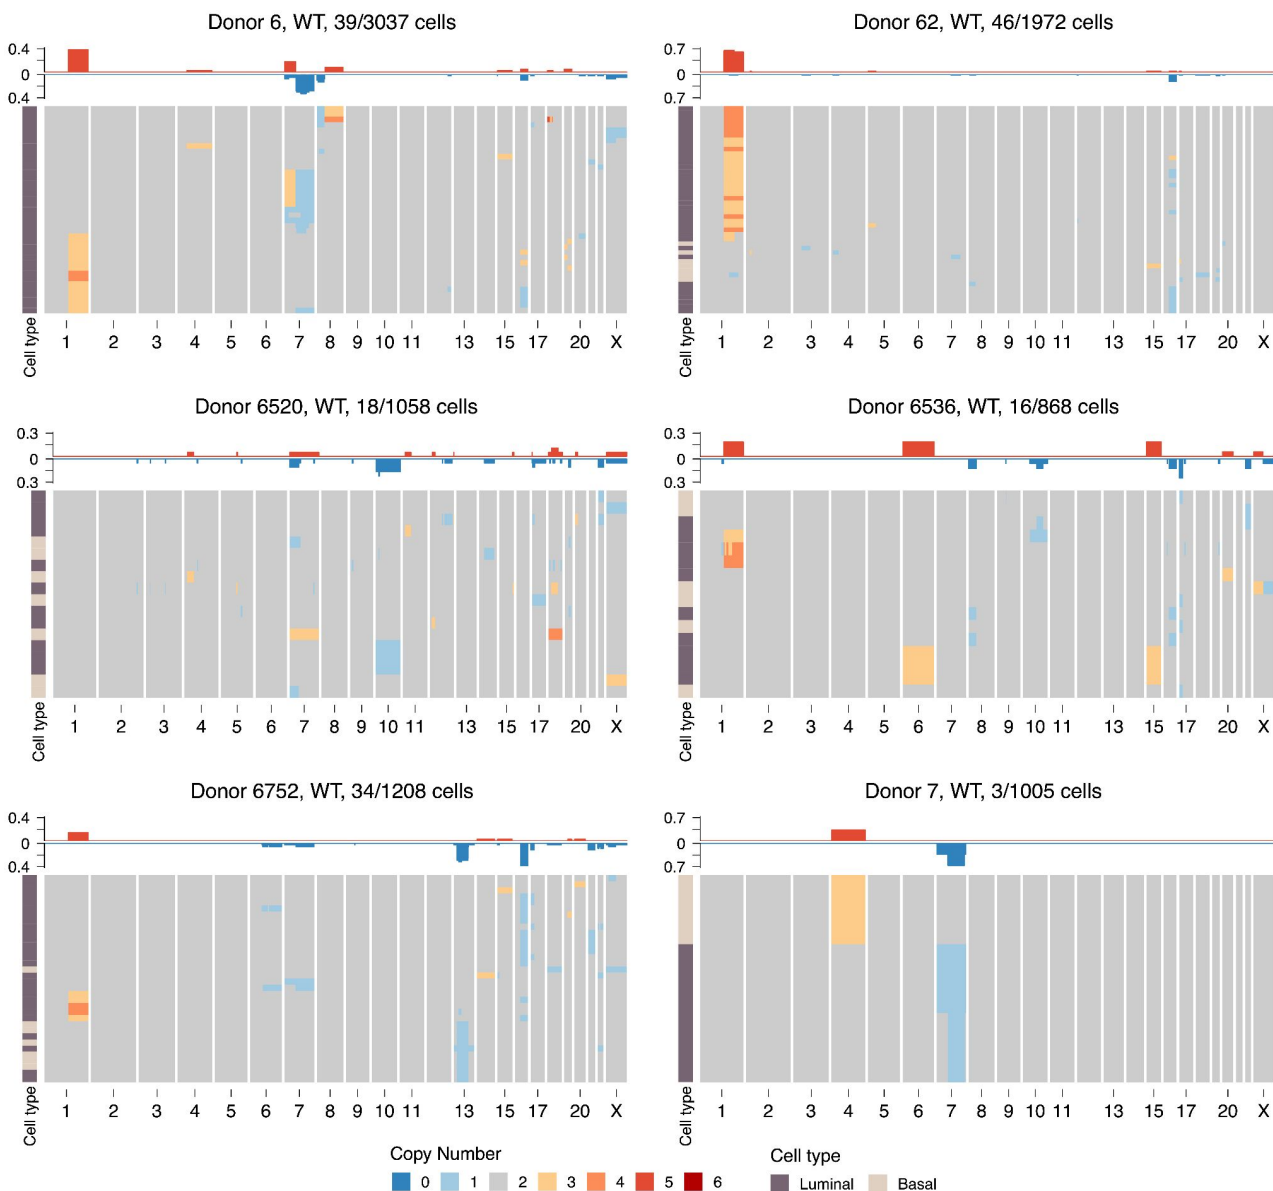 Donor 6, WT, 39/3037 cells
0.4
0
0.4
Cell type
1 2 3 4 5 6 7 8 9 10 11 13 15 17 20 X
Donor 62, WT, 46/1972 cells
0.7
0
0.7
Cell type
1 2 3 4 5 6 7 8 9 10 11 13 15 17 20 X
Donor 6520, WT, 18/1058 cells
0.3
0
0.3
Cell type
1 2 3 4 5 6 7 8 9 10 11 13 15 17 20 X
Donor 6536, WT, 16/868 cells
0.3
0
0.3
Cell type
1 2 3 4 5 6 7 8 9 10 11 13 15 17 20 X
Donor 6752, WT, 34/1208 cells
0.4
0
0.4
Cell type
1 2 3 4 5 6 7 8 9 10 11 13 15 17 20 X
Donor 7, WT, 3/1005 cells
0.7
0
0.7
Cell type
1 2 3 4 5 6 7 8 9 10 11 13 15 17 20 X
Copy Number
0 1 2 3 4 5 6
Cell type
Luminal Basal